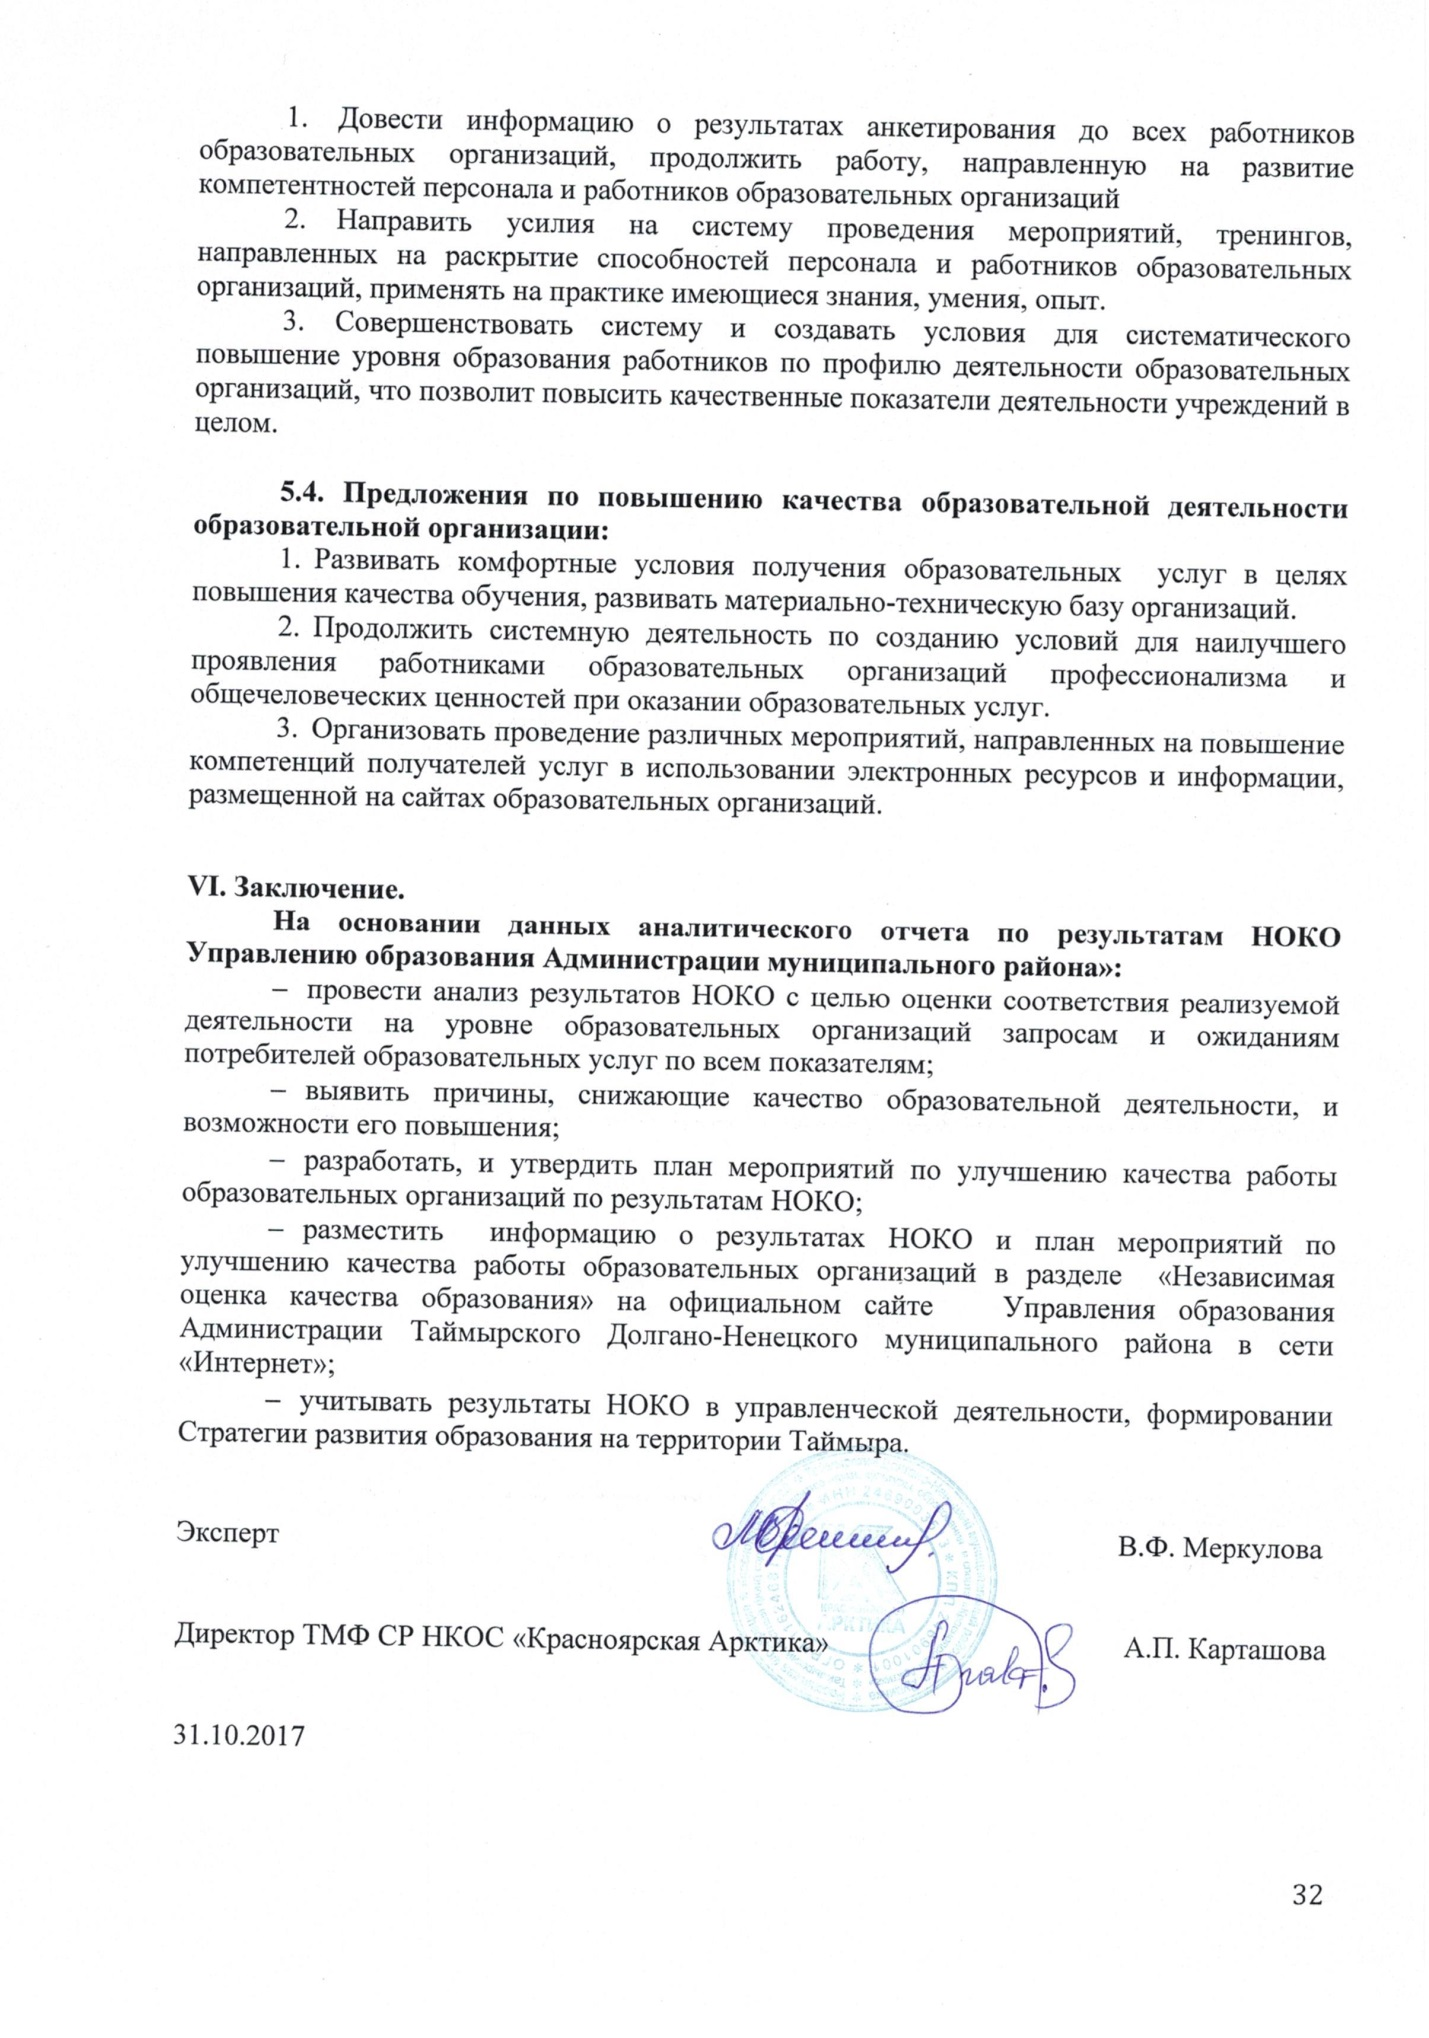 1. Довести информацию о результатах анкетирования до всех работников
образовательных организаций, продолжить работу, направленную на развитие
компетентностей персонала и работников образовательных организаций
2. Направить усилия на систему проведения мероприятий, тренингов,
направленных на раскрытие способностей персонала и работников образовательных
организаций, применять на практике имеющиеся знания, умения, опыт.
3. Совершенствовать систему и создавать условия для систематического
повышение уровня образования работников по профилю деятельности образовательных
организаций, что позволит повысить качественные показатели деятельности учреждений в
целом.
5.4. Предложения по повышению качества образовательной деятельности
образовательной организации:
1. Развивать комфортные условия получения образовательных услуг в целях
повышения качества обучения, развивать материально-техническую базу организаций.
2. Продолжить системную деятельность по созданию условий для наилучшего
проявления работниками образовательных организаций профессионализма и
общечеловеческих ценностей при оказании образовательных услуг.
3. Организовать проведение различных мероприятий, направленных на повышение
компетенций получателей услуг в использовании электронных ресурсов и информации,
размещенной на сайтах образовательных организаций.
VI. Заключение.
На основании данных аналитического отчета по результатам НОКО
Управлению образования Администрации муниципального района»:
– провести анализ результатов НОКО с целью оценки соответствия реализуемой
деятельности на уровне образовательных организаций запросам и ожиданиям
потребителей образовательных услуг по всем показателям;
– выявить причины, снижающие качество образовательной деятельности, и
возможности его повышения;
– разработать, и утвердить план мероприятий по улучшению качества работы
образовательных организаций по результатам НОКО;
– разместить информацию о результатах НОКО и план мероприятий по
улучшению качества работы образовательных организаций в разделе «Независимая
оценка качества образования» на официальном сайте Управления образования
Администрации Таймырского Долгано-Ненецкого муниципального района в сети
«Интернет»;
– учитывать результаты НОКО в управленческой деятельности, формировании
Стратегии развития образования на территории Таймыра.
Эксперт В.Ф. Меркулова
Директор ТМФ СР НКОС «Красноярская Арктика» А.П. Карташова
31.10.2017
32